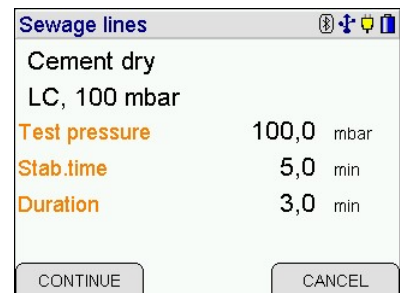 Sewage lines
Cement dry
LC, 100 mbar
Test pressure 100,0 mbar
Stab.time 5,0 min
Duration 3,0 min
CONTINUE CANCEL